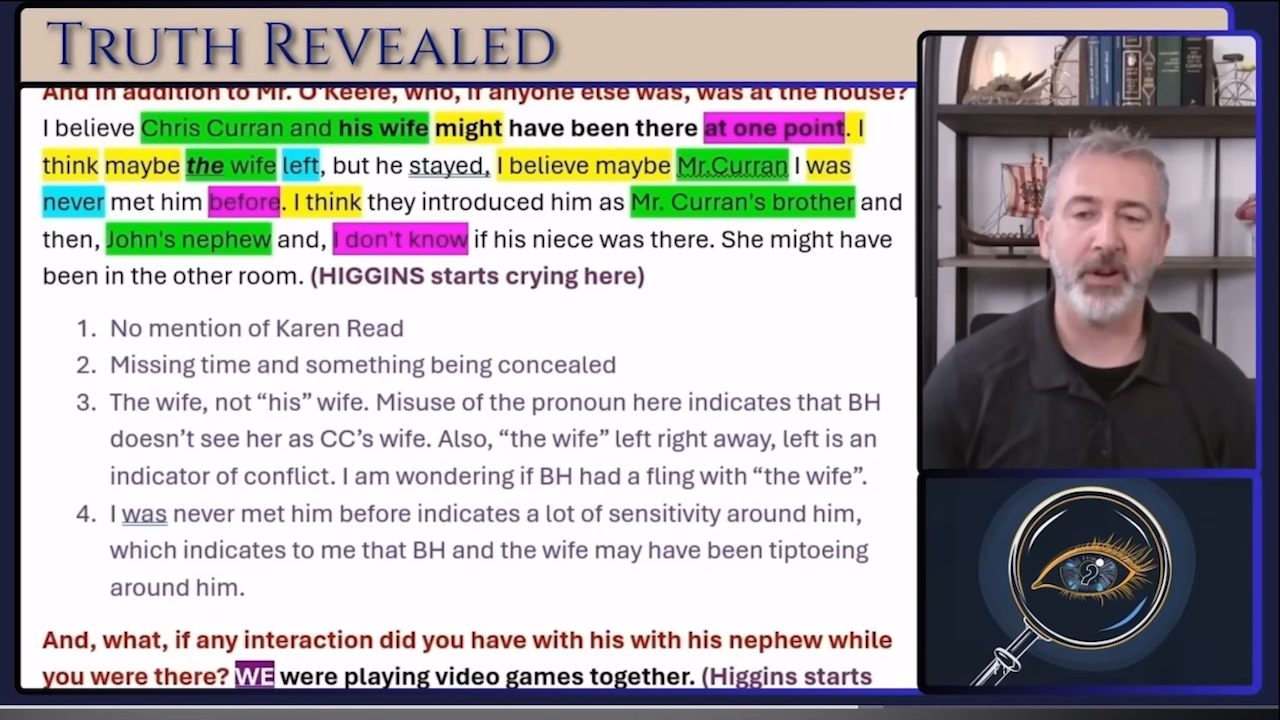 TRUTH REVEALED
And in addition to Mr. O'Keefe, who, if anyone else was, was at the house?
I believe Chris Curran and his wife might have been there at one point. I
think maybe the wife left, but he stayed, I believe maybe Mr.Curran I was
never met him before. I think they introduced him as Mr. Curran's brother and
then, John's nephew and, I don't know if his niece was there. She might have
been in the other room. (HIGGINS starts crying here)
1. No mention of Karen Read
2. Missing time and something being concealed
3. The wife, not “his” wife. Misuse of the pronoun here indicates that BH
doesn’t see her as CC’s wife. Also, “the wife” left right away, left is an
indicator of conflict. I am wondering if BH had a fling with “the wife”.
4. I was never met him before indicates a lot of sensitivity around him,
which indicates to me that BH and the wife may have been tiptoeing
around him.
And, what, if any interaction did you have with his with his nephew while
you were there? WE were playing video games together. (Higgins starts